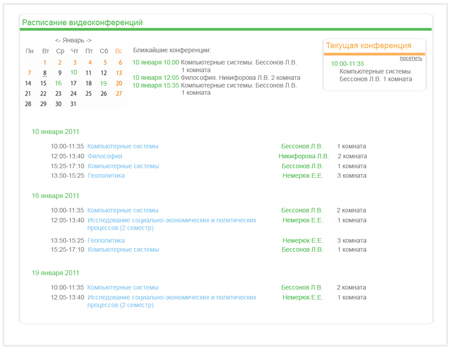 Расписание видеоконференций
<- Январь ->
Пн Вт Ср Чт Пт Сб Вс
1 2 3 4 5 6
7 8 9 10 11 12 13
14 15 16 17 18 19 20
21 22 23 24 25 26 27
28 29 30 31
Ближайшие конференции:
10 января 10:00 Компьютерные системы. Бессонов Л.В.
1 комната
10 января 12:05 Философия. Никифорова Л.В. 2 комната
10 января 15:35 Компьютерные системы. Бессонов Л.В.
1 комната
Текущая конференция
посетить
10:00-11:35
Компьютерные системы.
Бессонов Л.В. 1 комната
10 января 2011
10:00-11:35 Компьютерные системы Бессонов Л.В. 1 комната
12:05-13:40 Философия Никифорова Л.В. 2 комната
15:25-17:10 Компьютерные системы Бессонов Л.В. 1 комната
13:50-15:25 Геополитика Немерюк Е.Е. 3 комната
16 января 2011
10:00-11:35 Компьютерные системы Бессонов Л.В. 2 комната
12:05-13:40 Исследование социально-экономических и политических Немерюк Е.Е. 1 комната
процессов (2 семестр)
13:50-15:25 Геополитика Немерюк Е.Е. 3 комната
15:25-17:10 Компьютерные системы Бессонов Л.В. 1 комната
19 января 2011
10:00-11:35 Компьютерные системы Бессонов Л.В. 2 комната
12:05-13:40 Исследование социально-экономических и политических Немерюк Е.Е. 1 комната
процессов (2 семестр)